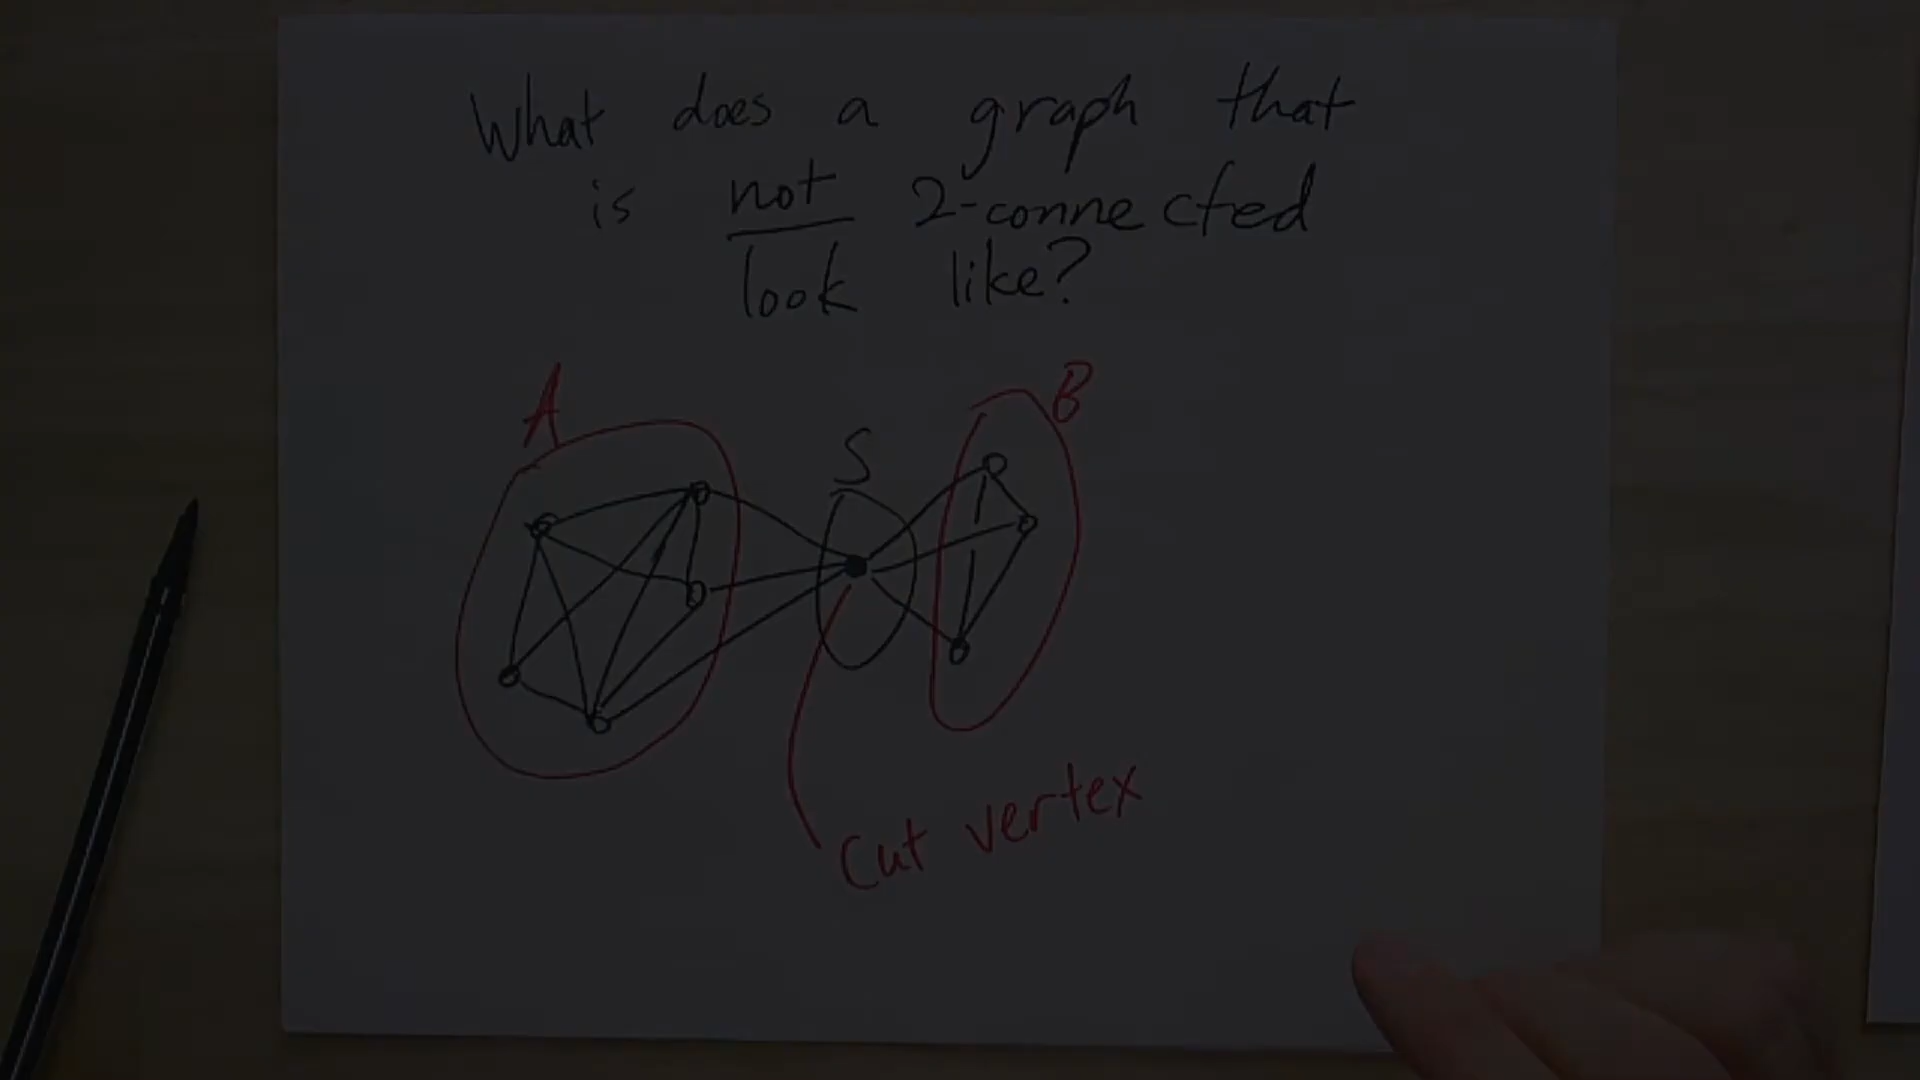 What does a graph that
is not 2-connected
look like?
A
B
S
Cut vertex